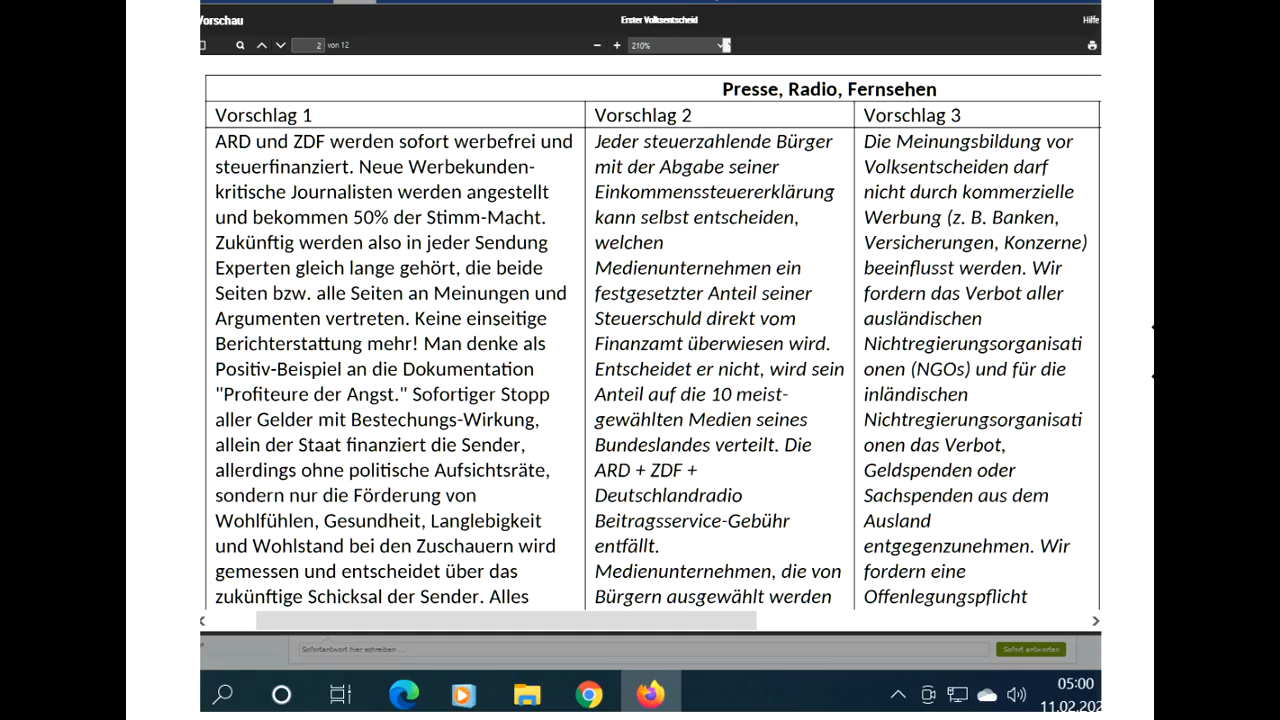 Vorschau
Erster Volksentscheid
Hilfe
2 von 12
210%
Presse, Radio, Fernsehen
Vorschlag 1
ARD und ZDF werden sofort werbefrei und
steuerfinanziert. Neue Werbekunden-
kritische Journalisten werden angestellt
und bekommen 50% der Stimm-Macht.
Zukünftig werden also in jeder Sendung
Experten gleich lange gehört, die beide
Seiten bzw. alle Seiten an Meinungen und
Argumenten vertreten. Keine einseitige
Berichterstattung mehr! Man denke als
Positiv-Beispiel an die Dokumentation
"Profiteure der Angst." Sofortiger Stopp
aller Gelder mit Bestechungs-Wirkung,
allein der Staat finanziert die Sender,
allerdings ohne politische Aufsichtsräte,
sondern nur die Förderung von
Wohlfühlen, Gesundheit, Langlebigkeit
und Wohlstand bei den Zuschauern wird
gemessen und entscheidet über das
zukünftige Schicksal der Sender. Alles
Vorschlag 2
Jeder steuerzahlende Bürger
mit der Abgabe seiner
Einkommenssteuererklärung
kann selbst entscheiden,
welchen
Medienunternehmen ein
festgesetzter Anteil seiner
Steuerschuld direkt vom
Finanzamt überwiesen wird.
Entscheidet er nicht, wird sein
Anteil auf die 10 meist-
gewählten Medien seines
Bundeslandes verteilt. Die
ARD + ZDF +
Deutschlandradio
Beitragsservice-Gebühr
entfällt.
Medienunternehmen, die von
Bürgern ausgewählt werden
Vorschlag 3
Die Meinungsbildung vor
Volksentscheiden darf
nicht durch kommerzielle
Werbung (z. B. Banken,
Versicherungen, Konzerne)
beeinflusst werden. Wir
fordern das Verbot aller
ausländischen
Nichtregierungsorganisati
onen (NGOs) und für die
inländischen
Nichtregierungsorganisati
onen das Verbot,
Geldspenden oder
Sachspenden aus dem
Ausland
entgegenzunehmen. Wir
fordern eine
Offenlegungspflicht
Sofortantwort hier schreiben ...
Sofort antworten
05:00
11.02.202